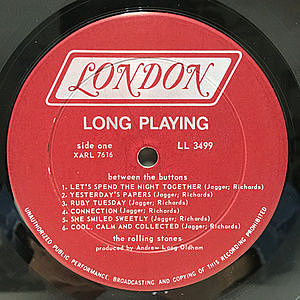 LONDON
LONG PLAYING
side one
XARL 7616
LL 3499
between the buttons
1- LET'S SPEND THE NIGHT TOGETHER (Jagger; Richards)
2- YESTERDAY'S PAPERS (Jagger; Richards)
3- RUBY TUESDAY (Jagger; Richards)
4- CONNECTION (Jagger; Richards)
5- SHE SMILED SWEETLY (Jagger; Richards)
6- COOL, CALM AND COLLECTED (Jagger; Richards)
the rolling stones
produced by Andrew Loog Oldham
UNAUTHORIZED PUBLIC PERFORMANCE, BROADCASTING AND COPYING OF THIS RECORDING PROHIBITED